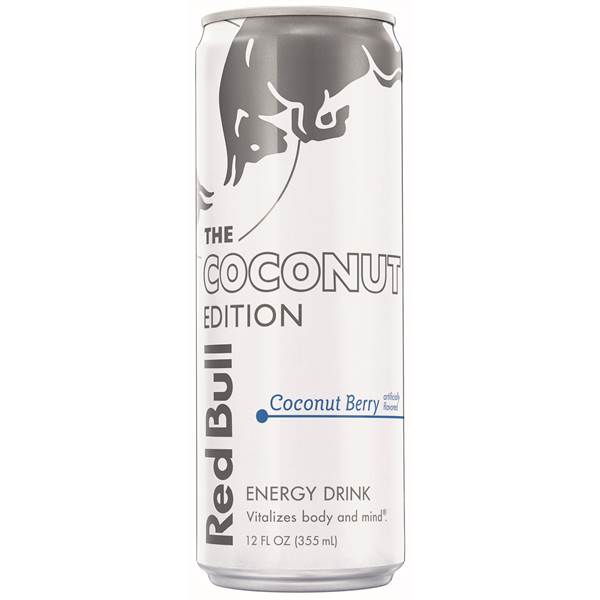 THE
COCONUT
EDITION
Red Bull
Coconut Berry
artificially
flavored
ENERGY DRINK
Vitalizes body and mind®.
12 FL OZ (355 mL)